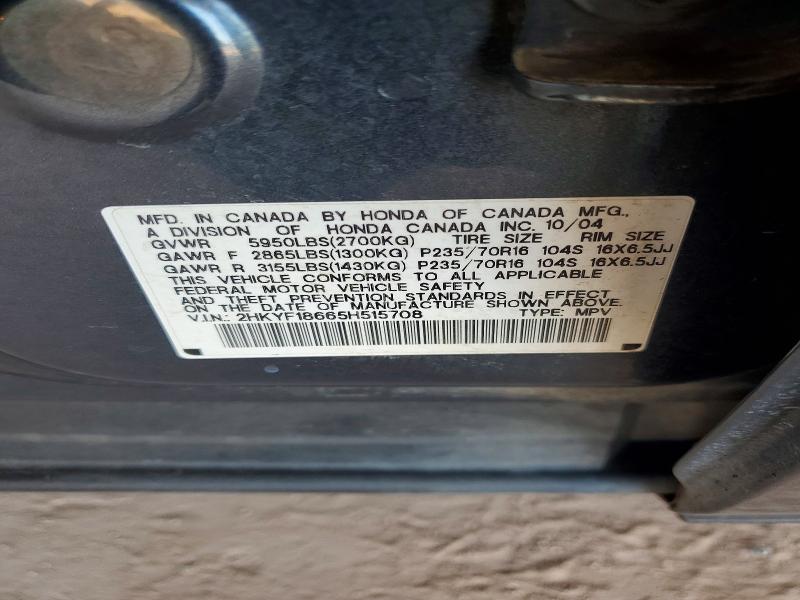 MFD. IN CANADA BY HONDA OF CANADA MFG.,
A DIVISION OF HONDA CANADA INC. 10/04
GVWR 5950LBS(2700KG) TIRE SIZE RIM SIZE
GAWR F 2865LBS(1300KG) P235/70R16 104S 16X6.5JJ
GAWR R 3155LBS(1430KG) P235/70R16 104S 16X6.5JJ
THIS VEHICLE CONFORMS TO ALL APPLICABLE
FEDERAL MOTOR VEHICLE SAFETY
AND THEFT PREVENTION STANDARDS IN EFFECT
ON THE DATE OF MANUFACTURE SHOWN ABOVE.
V.I.N.: 2HKYF18665H515708 TYPE: MPV